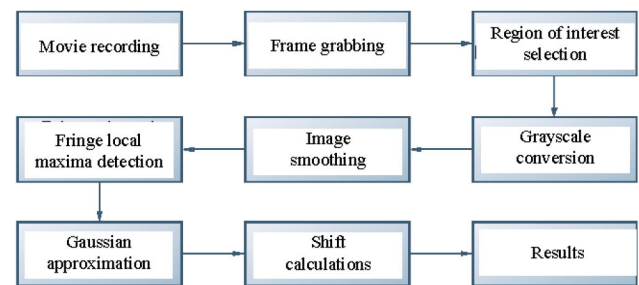 Movie recording
Frame grabbing
Region of interest
selection
Grayscale
conversion
Image
smoothing
Fringe local
maxima detection
Gaussian
approximation
Shift
calculations
Results